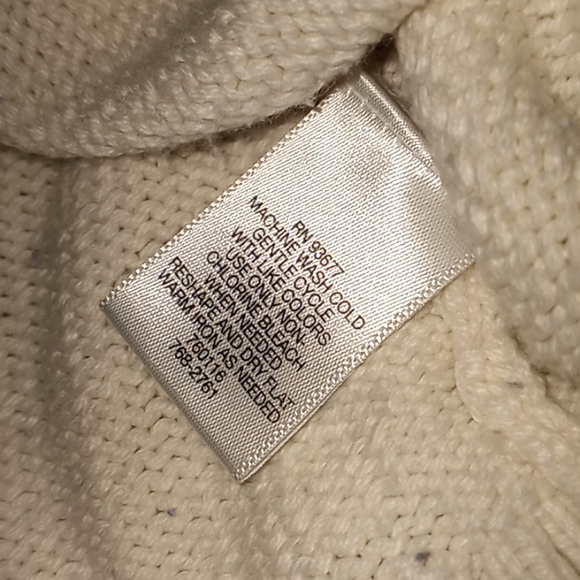 RN 93677
MACHINE WASH COLD
GENTLE CYCLE
WITH LIKE COLORS
USE ONLY NON-
CHLORINE BLEACH
WHEN NEEDED
RESHAPE AND DRY FLAT
WARM IRON AS NEEDED
780116
768-2761